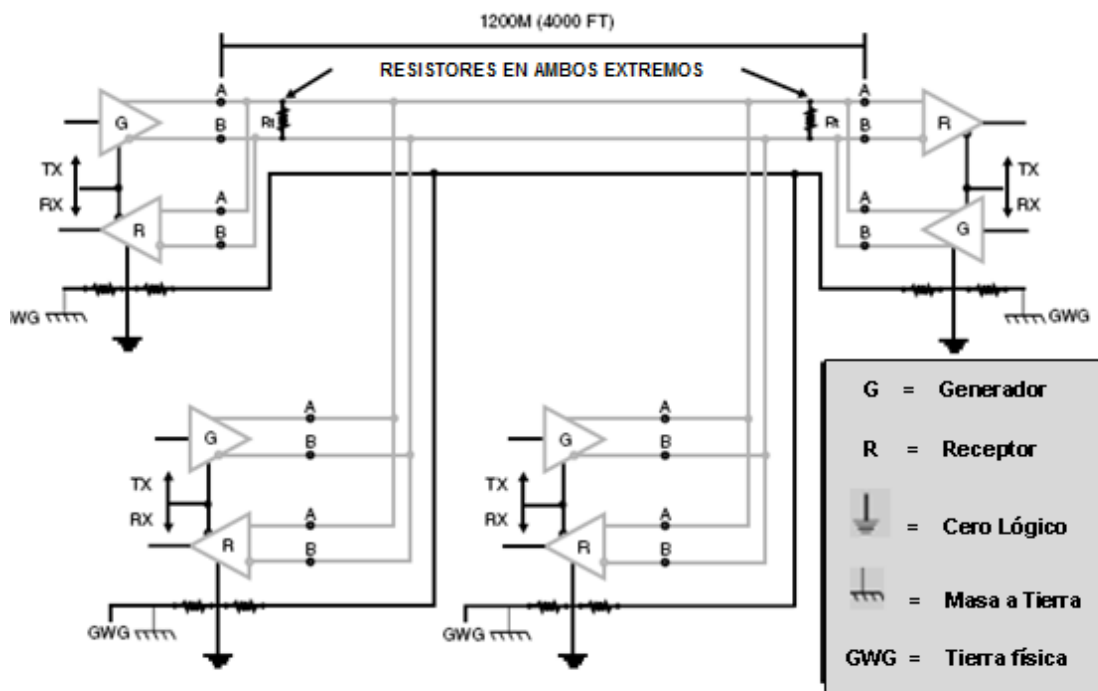 1200M (4000 FT)
RESISTORES EN AMBOS EXTREMOS
A
A
G
B
Rt
Rt
B
R
TX
RX
TX
RX
A
A
R
B
B
G
WG
GWG
G
A
B
G
A
B
TX
RX
TX
RX
R
A
B
R
A
B
GWG
GWG
G = Generador
R = Receptor
= Cero Lógico
= Masa a Tierra
GWG = Tierra física